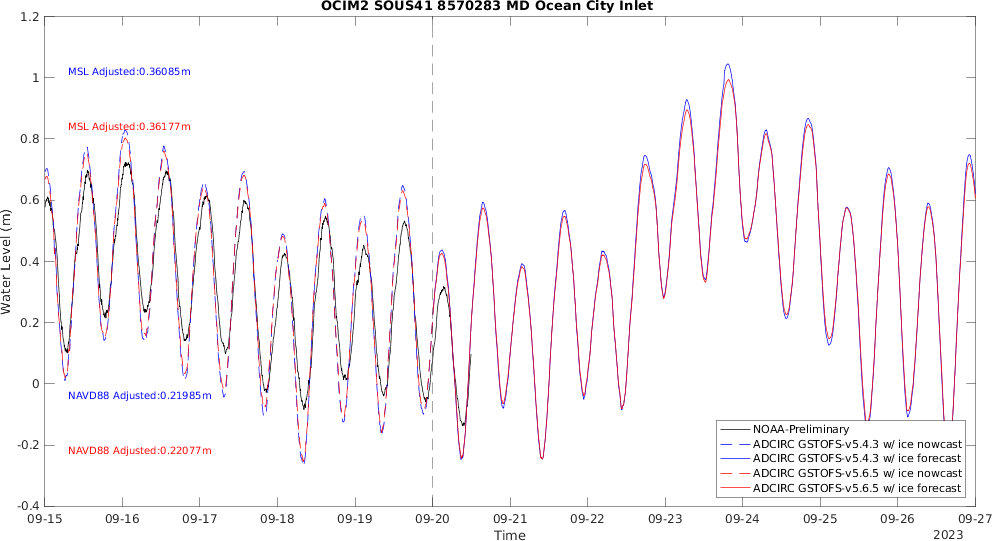 OCIM2 SOUS41 8570283 MD Ocean City Inlet
1.2
1
0.8
0.6
0.4
0.2
0
-0.2
-0.4
Water Level (m)
MSL Adjusted:0.36085m
MSL Adjusted:0.36177m
NAVD88 Adjusted:0.21985m
NAVD88 Adjusted:0.22077m
NOAA-Preliminary
ADCIRC GSTOFS-v5.4.3 w/ ice nowcast
ADCIRC GSTOFS-v5.4.3 w/ ice forecast
ADCIRC GSTOFS-v5.6.5 w/ ice nowcast
ADCIRC GSTOFS-v5.6.5 w/ ice forecast
09-15 09-16 09-17 09-18 09-19 09-20 09-21 09-22 09-23 09-24 09-25 09-26 09-27
Time
2023